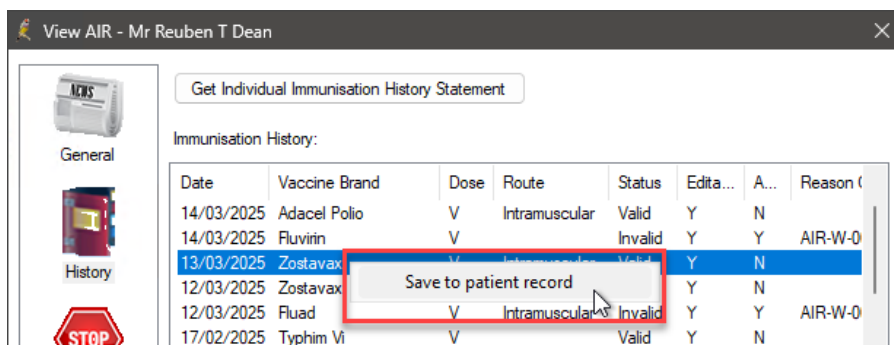 View AIR - Mr Reuben T Dean
NEWS
General
History
STOP
Get Individual Immunisation History Statement
Immunisation History:
Date Vaccine Brand Dose Route Status Edita... A... Reason
14/03/2025 Adacel Polio V Intramuscular Valid Y N
14/03/2025 Fluvirin V Invalid Y Y AIR-W-0
13/03/2025 Zostavax Intramuscular Valid Y N
12/03/2025 Zostavax Y N
Save to patient record
12/03/2025 Fluad V Intramuscular Invalid Y Y AIR-W-0
17/02/2025 Typhim Vi V Valid Y N